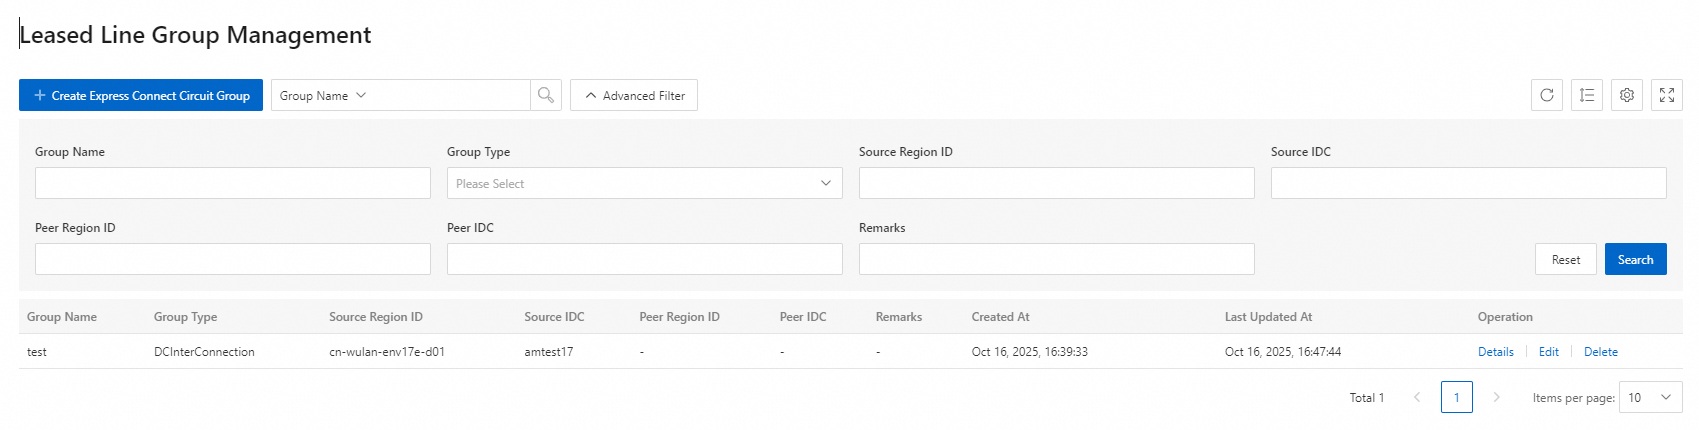 Leased Line Group Management
Create Express Connect Circuit Group Group Name Advanced Filter
Group Name Group Type Source Region ID Source IDC
Please Select
Peer Region ID Peer IDC Remarks
Reset Search
Group Name Group Type Source Region ID Source IDC Peer Region ID Peer IDC Remarks Created At Last Updated At Operation
test DCInterConnection cn-wulan-env17e-d01 amtest17 - - - Oct 16, 2025, 16:39:33 Oct 16, 2025, 16:47:44 Details Edit Delete
Total 1 1 Items per page: 10